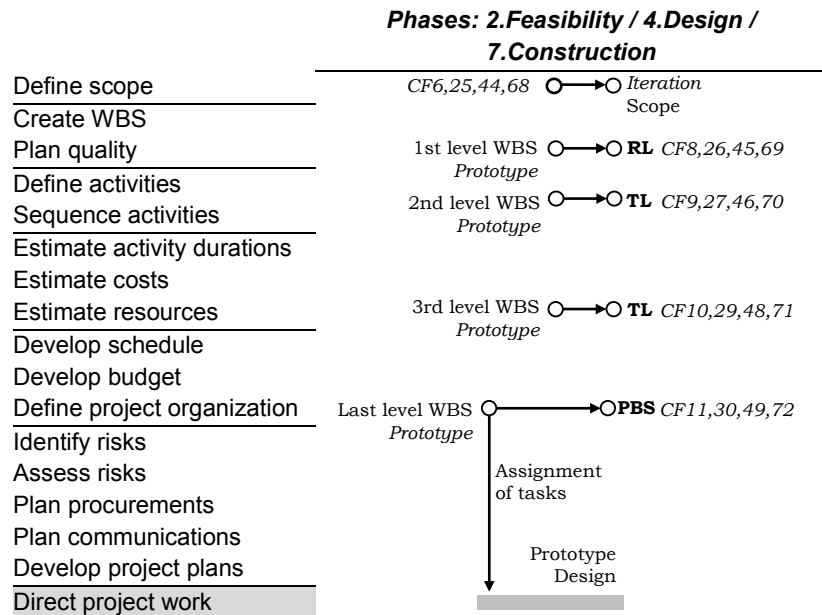 Phases: 2.Feasibility / 4.Design /
7.Construction
Define scope
CF6,25,44,68 Iteration
Scope
Create WBS
Plan quality
1st level WBS RL CF8,26,45,69
Prototype
Define activities
2nd level WBS TL CF9,27,46,70
Sequence activities
Prototype
Estimate activity durations
Estimate costs
Estimate resources
3rd level WBS TL CF10,29,48,71
Prototype
Develop schedule
Develop budget
Define project organization
Last level WBS PBS CF11,30,49,72
Prototype
Identify risks
Assess risks
Assignment
of tasks
Plan procurements
Plan communications
Develop project plans
Prototype
Design
Direct project work